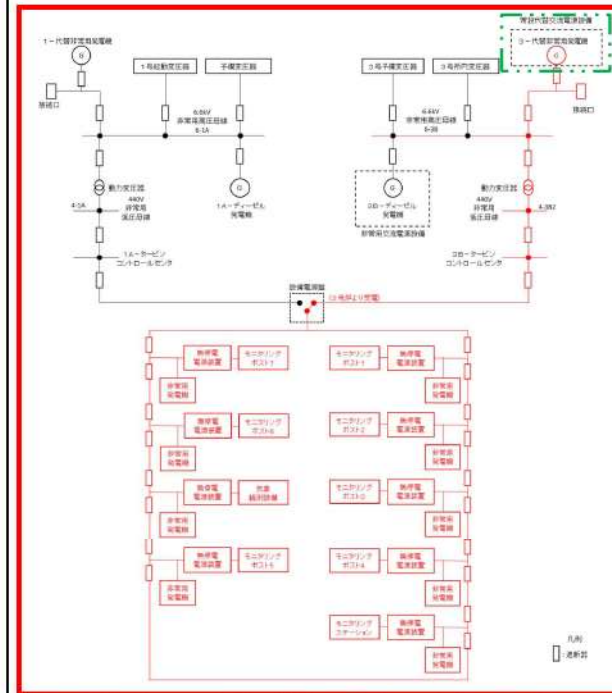 常設代替交流電源設備
1－代替非常用発電機
3－代替非常用発電機
G
G
1号起動変圧器
予備変圧器
3号予備変圧器
3号所内変圧器
接続口
接続口
6.6kV
非常用高圧母線
6-1A
6.6kV
非常用高圧母線
6-3B
動力変圧器
G
G
動力変圧器
4-1A
440V
非常用
低圧母線
1A－ディーゼル
発電機
3B－ディーゼル
発電機
非常用交流電源設備
440V
非常用
低圧母線
4-3B2
1A－タービン
コントロールセンタ
3B－タービン
コントロールセンタ
設備電源盤
(3号炉より受電)
無停電
電源装置
モニタリング
ポスト7
モニタリング
ポスト1
無停電
電源装置
非常用
発電機
非常用
発電機
無停電
電源装置
モニタリング
ポスト6
モニタリング
ポスト2
無停電
電源装置
非常用
発電機
非常用
発電機
無停電
電源装置
気象
観測設備
モニタリング
ポスト3
無停電
電源装置
非常用
発電機
非常用
発電機
無停電
電源装置
モニタリング
ポスト5
モニタリング
ポスト4
無停電
電源装置
非常用
発電機
非常用
発電機
モニタリング
ステーション
無停電
電源装置
非常用
発電機
凡例
：遮断器